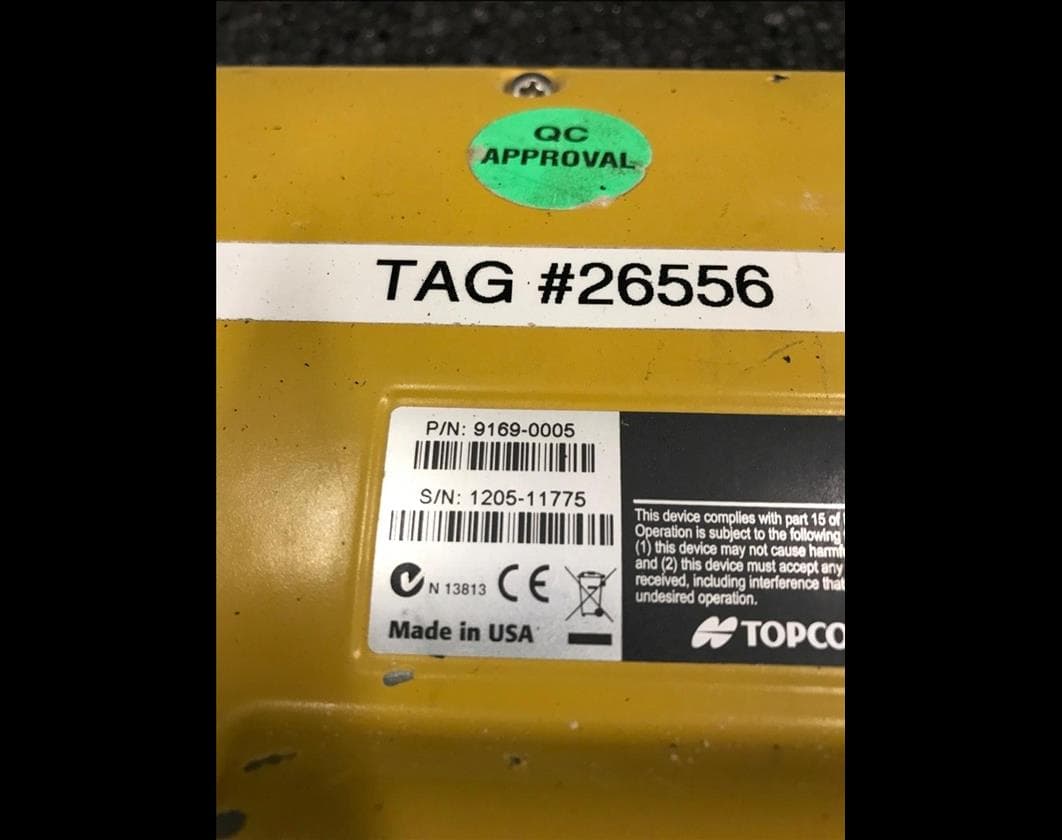 QC
APPROVAL
TAG #26556
P/N: 9169-0005
S/N: 1205-11775
N 13813 CE
Made in USA
This device complies with part 15 of
Operation is subject to the following
(1) this device may not cause
and (2) this device must accept any
received, including interference that
undesired operation.
TOPCO